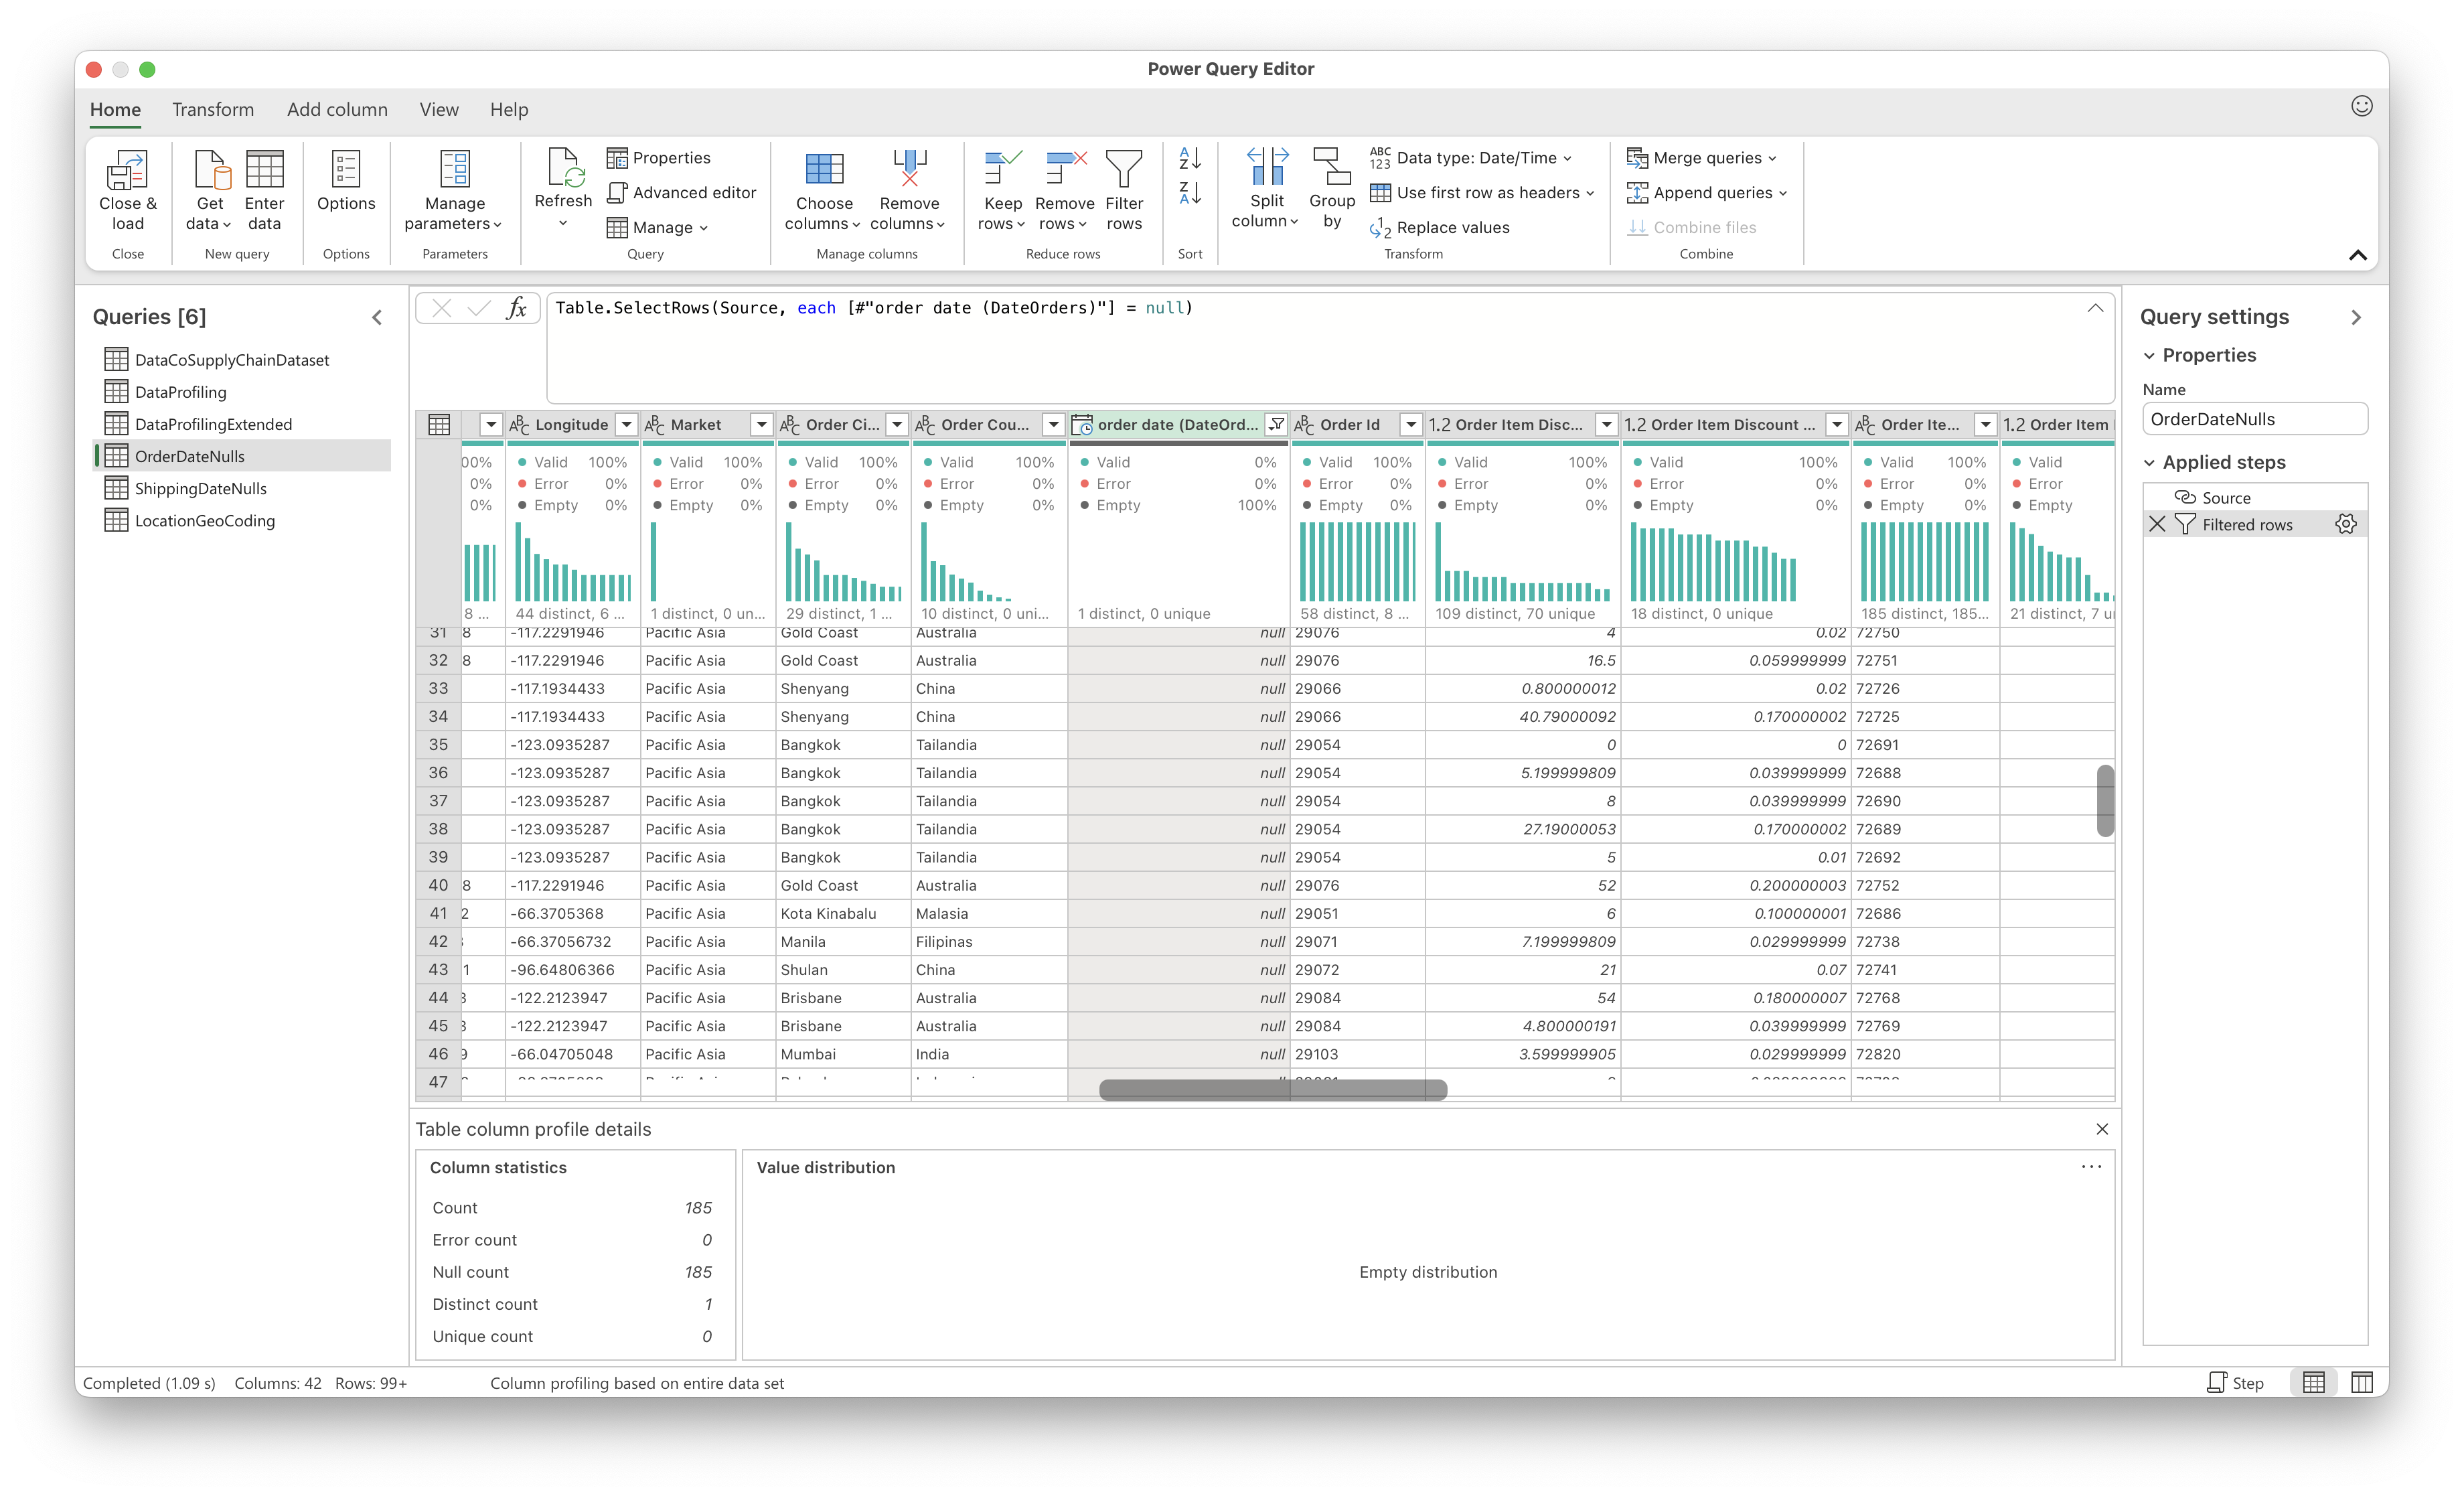 Power Query Editor
Home Transform Add column View Help
Close & load
Close
Get data
Enter data
New query
Options
Options
Manage parameters
Parameters
Refresh
Properties
Advanced editor
Manage
Query
Choose columns
Remove columns
Manage columns
Keep rows
Remove rows
Filter rows
Reduce rows
Sort
Split column
Group by
Data type: Date/Time
Use first row as headers
Replace values
Transform
Merge queries
Append queries
Combine files
Combine
Queries [6]
DataCoSupplyChainDataset
DataProfiling
DataProfilingExtended
OrderDateNulls
ShippingDateNulls
LocationGeoCoding
Table.SelectRows(Source, each [#"order date (DateOrders)"] = null)
Longitude Market Order Ci... Order Cou... order date (DateOrd... Order Id 1.2 Order Item Disc... 1.2 Order Item Discount ... Order Ite... 1.2 Order Item
00% Valid 100% Valid 100% Valid 100% Valid 100% Valid 0% Valid 100% Valid 100% Valid 100% Valid 100% Valid
0% Error 0% Error 0% Error 0% Error 0% Error 0% Error 0% Error 0% Error 0% Error 0% Error
0% Empty 0% Empty 0% Empty 0% Empty 0% Empty 100% Empty 0% Empty 0% Empty 0% Empty 0% Empty
8 ... 44 distinct, 6 ... 1 distinct, 0 un... 29 distinct, 1 ... 10 distinct, 0 uni... 1 distinct, 0 unique 58 distinct, 8 ... 109 distinct, 70 unique 18 distinct, 0 unique 185 distinct, 185... 21 distinct, 7 u
31 8 -117.2291946 Pacific Asia Gold Coast Australia null 29076 4 0.02 72750
32 8 -117.2291946 Pacific Asia Gold Coast Australia null 29076 16.5 0.059999999 72751
33 -117.1934433 Pacific Asia Shenyang China null 29066 0.800000012 0.02 72726
34 -117.1934433 Pacific Asia Shenyang China null 29066 40.79000092 0.170000002 72725
35 -123.0935287 Pacific Asia Bangkok Tailandia null 29054 0 0 72691
36 -123.0935287 Pacific Asia Bangkok Tailandia null 29054 5.199999809 0.039999999 72688
37 -123.0935287 Pacific Asia Bangkok Tailandia null 29054 8 0.039999999 72690
38 -123.0935287 Pacific Asia Bangkok Tailandia null 29054 27.19000053 0.170000002 72689
39 -123.0935287 Pacific Asia Bangkok Tailandia null 29054 5 0.01 72692
40 8 -117.2291946 Pacific Asia Gold Coast Australia null 29076 52 0.200000003 72752
41 2 -66.3705368 Pacific Asia Kota Kinabalu Malasia null 29051 6 0.100000001 72686
42 -66.37056732 Pacific Asia Manila Filipinas null 29071 7.199999809 0.029999999 72738
43 1 -96.64806366 Pacific Asia Shulan China null 29072 21 0.07 72741
44 3 -122.2123947 Pacific Asia Brisbane Australia null 29084 54 0.180000007 72768
45 3 -122.2123947 Pacific Asia Brisbane Australia null 29084 4.800000191 0.039999999 72769
46 9 -66.04705048 Pacific Asia Mumbai India null 29103 3.599999905 0.029999999 72820
47
Table column profile details
Column statistics
Count 185
Error count 0
Null count 185
Distinct count 1
Unique count 0
Value distribution
Empty distribution
Query settings
Properties
Name
OrderDateNulls
Applied steps
Source
Filtered rows
Completed (1.09 s) Columns: 42 Rows: 99+ Column profiling based on entire data set Step